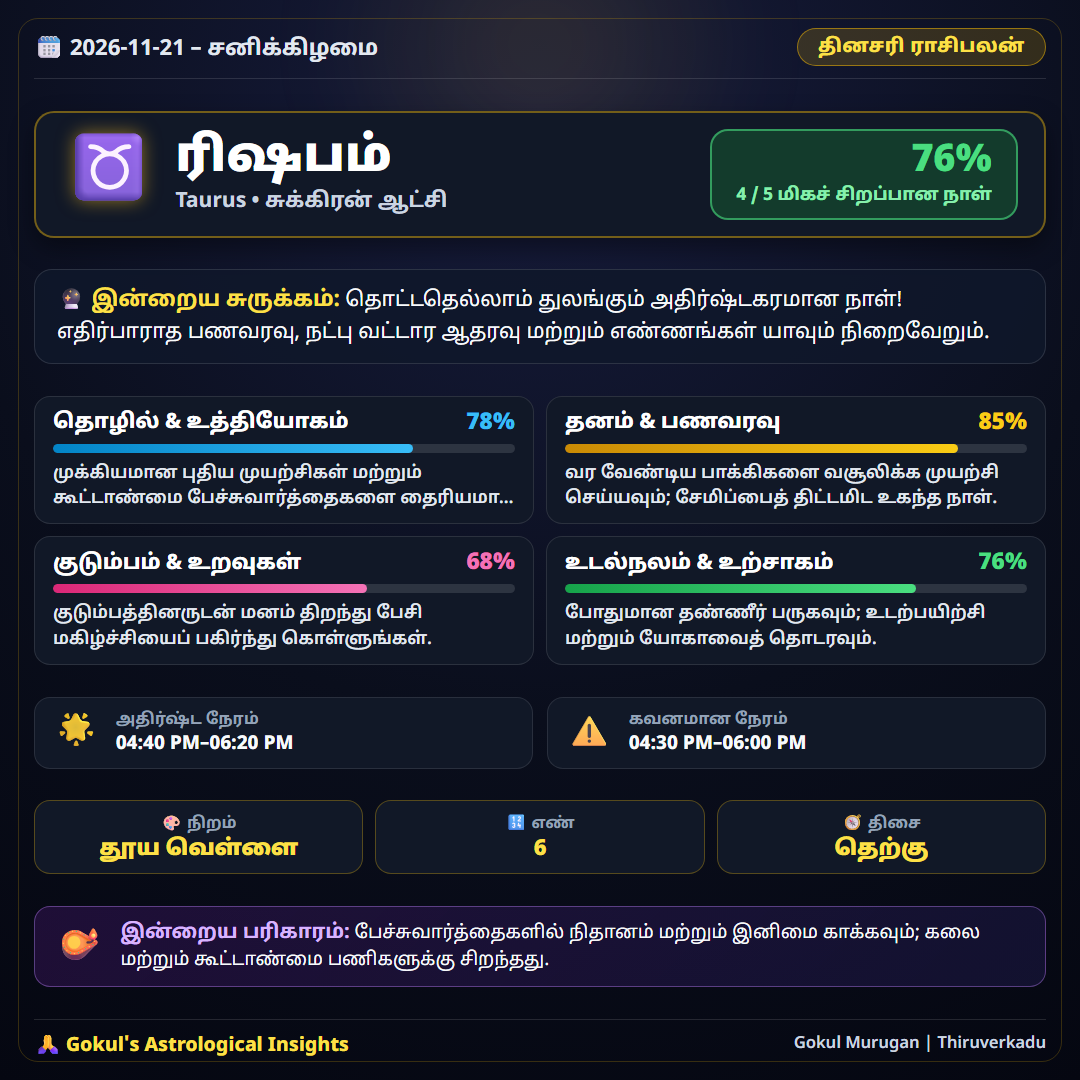 2026-11-21 – சனிக்கிழமை
தினசரி ராசிபலன்
ரிஷபம்
Taurus • சுக்கிரன் ஆட்சி
76%
4 / 5 மிகச் சிறப்பான நாள்
இன்றைய சுருக்கம்: தொட்டதெல்லாம் துலங்கும் அதிர்ஷ்டகரமான நாள்!
எதிர்பாராத பணவரவு, நட்பு வட்டார ஆதரவு மற்றும் எண்ணங்கள் யாவும் நிறைவேறும்.
தொழில் & உத்தியோகம் 78%
முக்கியமான புதிய முயற்சிகள் மற்றும்
கூட்டாண்மை பேச்சுவார்த்தைகளை தைரியமா...
தனம் & பணவரவு 85%
வர வேண்டிய பாக்கிகளை வசூலிக்க முயற்சி
செய்யவும்; சேமிப்பைத் திட்டமிட உகந்த நாள்.
குடும்பம் & உறவுகள் 68%
குடும்பத்தினருடன் மனம் திறந்து பேசி
மகிழ்ச்சியைப் பகிர்ந்து கொள்ளுங்கள்.
உடல்நலம் & உற்சாகம் 76%
போதுமான தண்ணீர் பருகவும்; உடற்பயிற்சி
மற்றும் யோகாவைத் தொடரவும்.
அதிர்ஷ்ட நேரம்
04:40 PM–06:20 PM
கவனமான நேரம்
04:30 PM–06:00 PM
நிறம்
தூய வெள்ளை
எண்
6
திசை
தெற்கு
இன்றைய பரிகாரம்: பேச்சுவார்த்தைகளில் நிதானம் மற்றும் இனிமை காக்கவும்; கலை
மற்றும் கூட்டாண்மை பணிகளுக்கு சிறந்தது.
Gokul's Astrological Insights
Gokul Murugan | Thiruverkadu